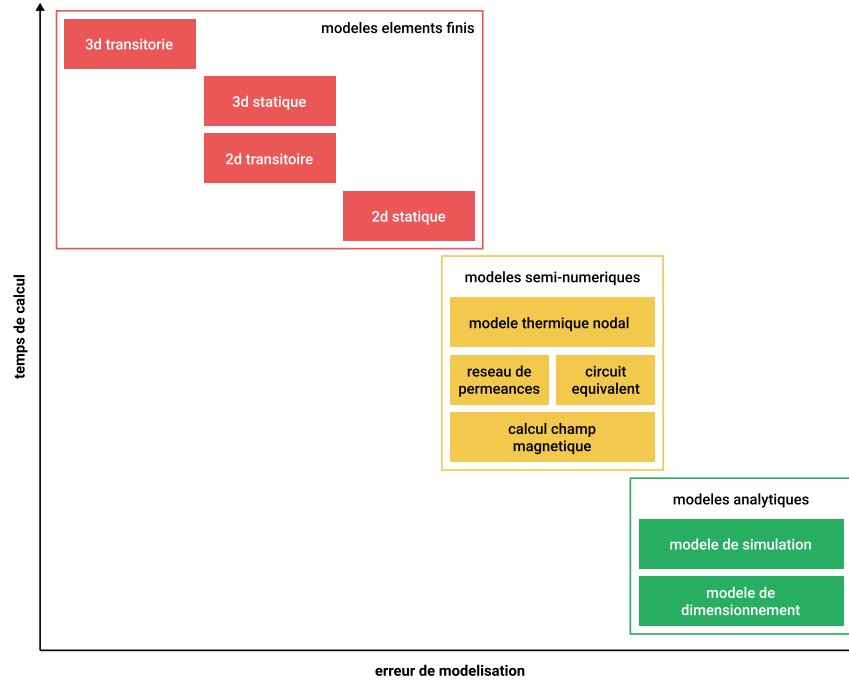 modeles elements finis
3d transitorie
3d statique
2d transitoire
2d statique
temps de calcul
modeles semi-numeriques
modele thermique nodal
reseau de
permeances
circuit
equivalent
calcul champ
magnetique
modeles analytiques
modele de simulation
modele de
dimensionnement
erreur de modelisation